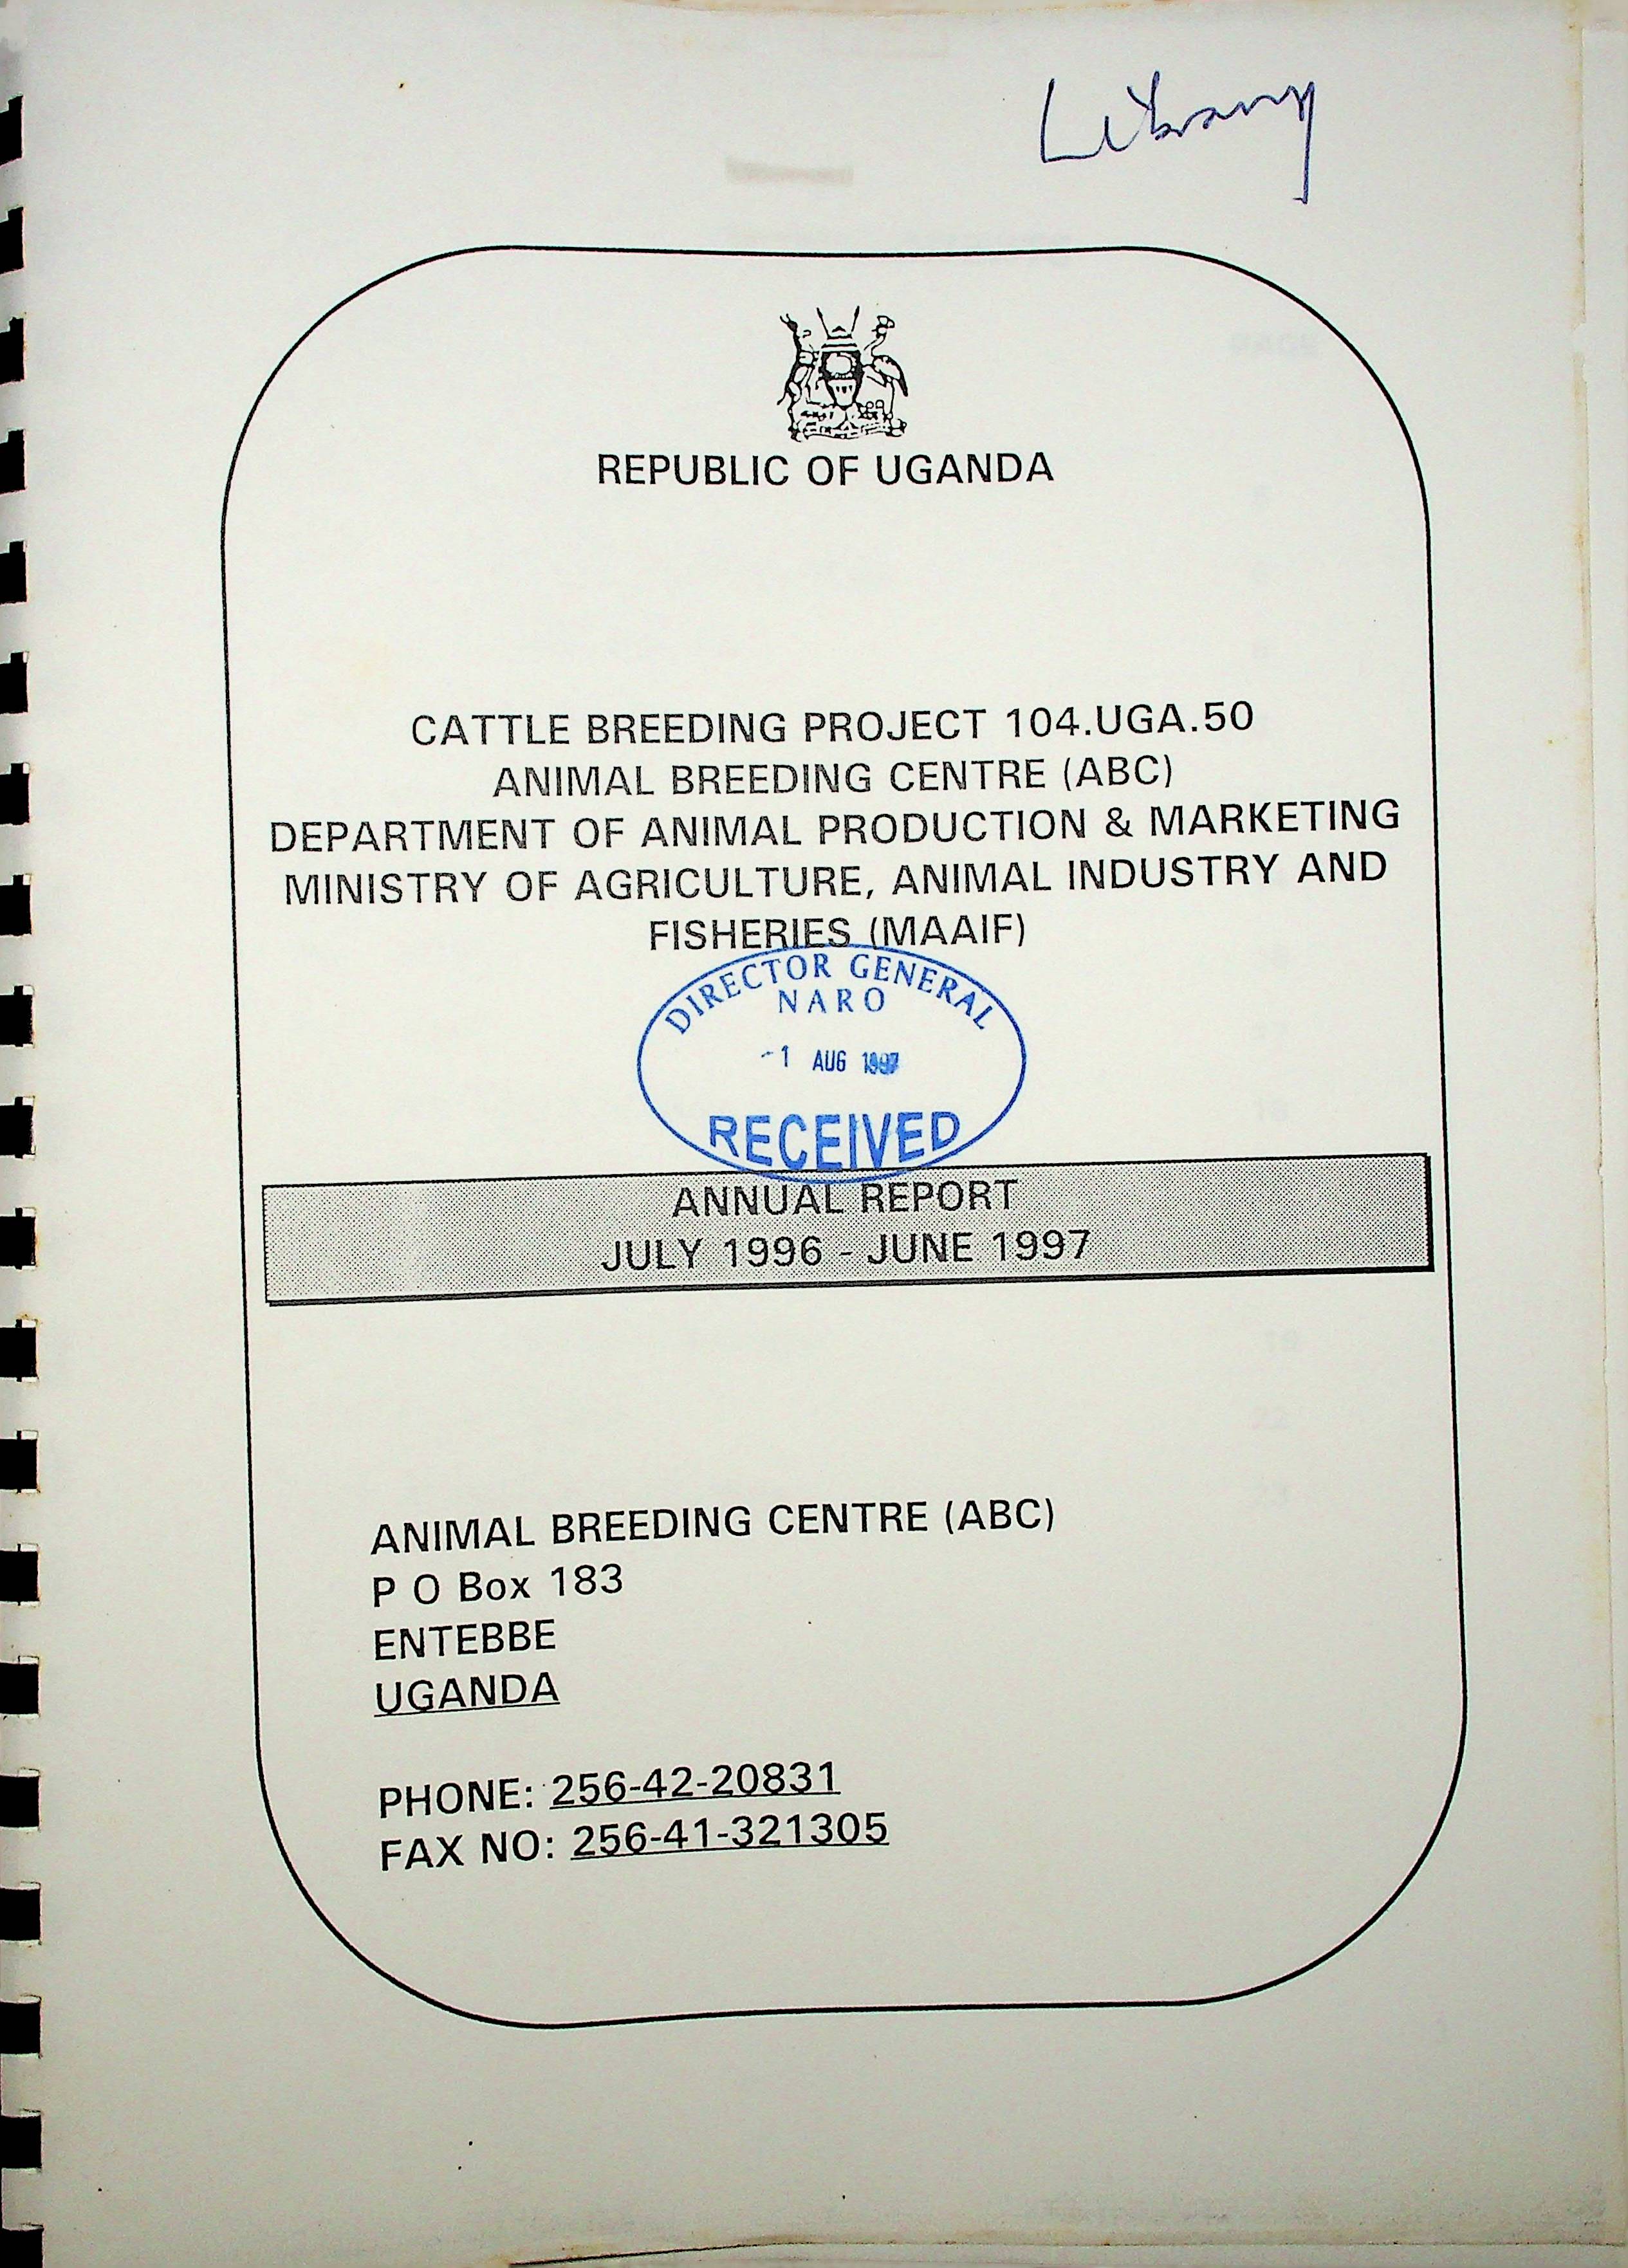 Library
REPUBLIC OF UGANDA
CATTLE BREEDING PROJECT 104.UGA.50
ANIMAL BREEDING CENTRE (ABC)
DEPARTMENT OF ANIMAL PRODUCTION & MARKETING
MINISTRY OF AGRICULTURE, ANIMAL INDUSTRY AND
FISHERIES (MAAIF)
DIRECTOR GENERAL
NARO
-1 AUG 1997
RECEIVED
ANNUAL REPORT
JULY 1996 - JUNE 1997
ANIMAL BREEDING CENTRE (ABC)
P O Box 183
ENTEBBE
UGANDA
PHONE: 256-42-20831
FAX NO: 256-41-321305